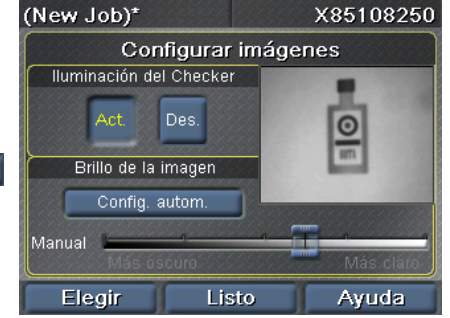 (New Job)* X85108250
Configurar imágenes
Iluminación del Checker
Act. Des.
Brillo de la imagen
Config. autom.
Manual
Más oscuro Más claro
Elegir Listo Ayuda